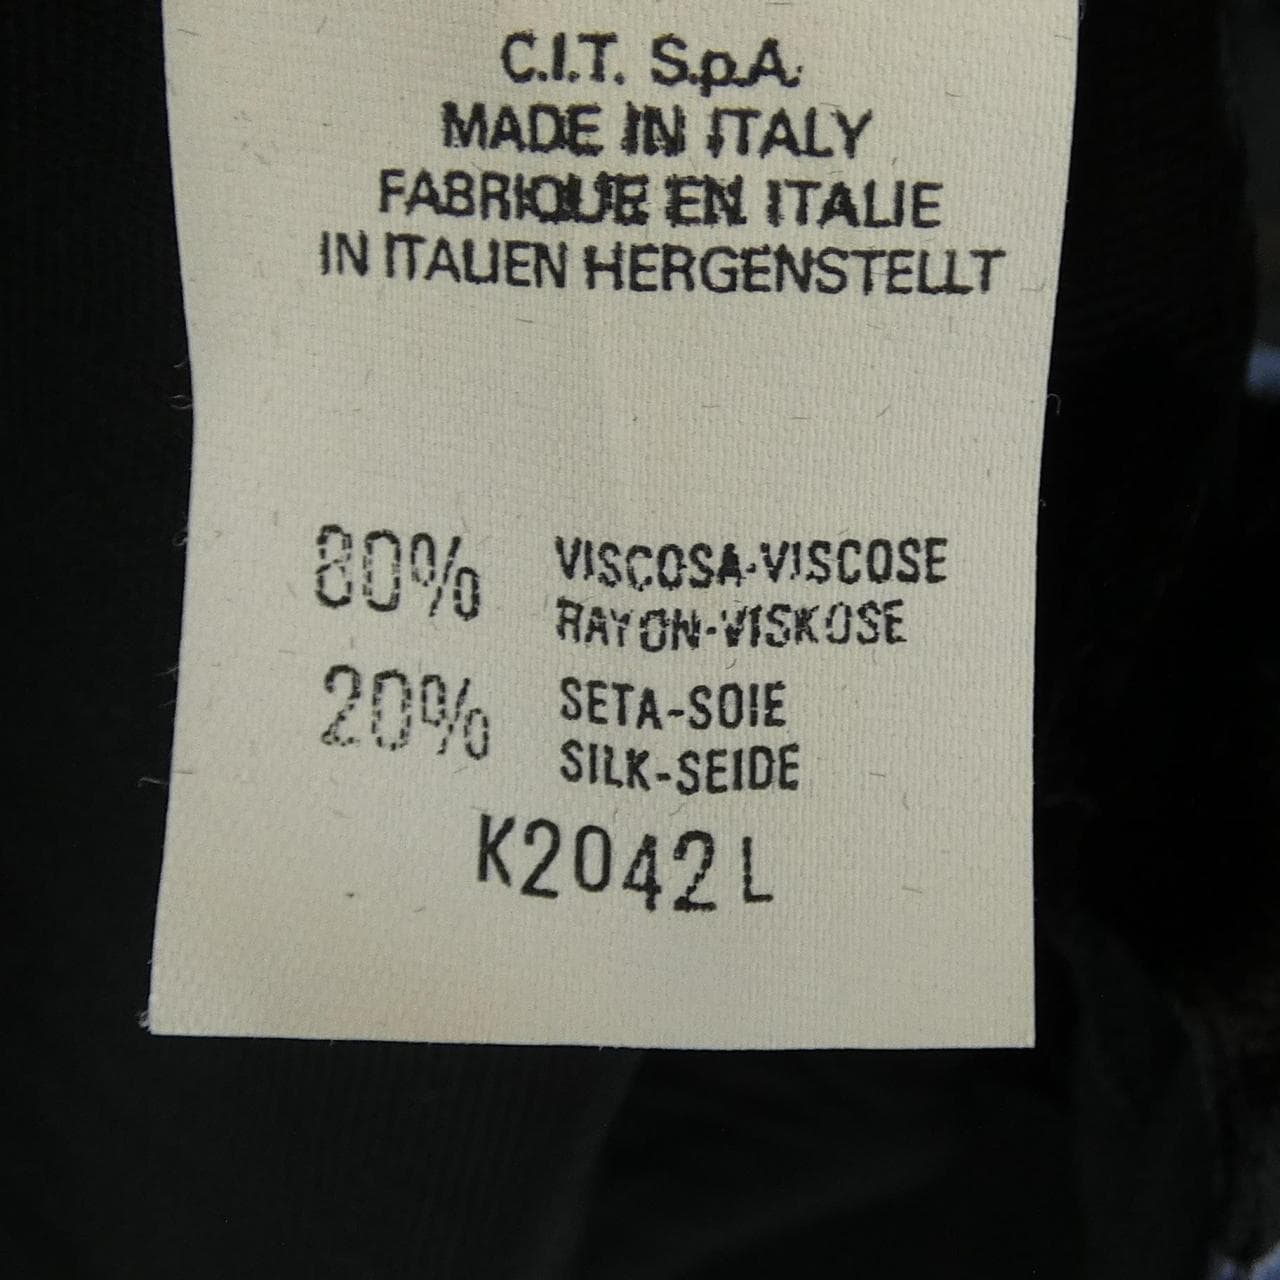 C.I.T. S.p.A.
MADE IN ITALY
FABRIQUE EN ITALIE
IN ITALIEN HERGENSTELLT
80% VISCOSA-VISCOSE
RAYON-VISKOSE
20% SETA-SOIE
SILK-SEIDE
K2042 L